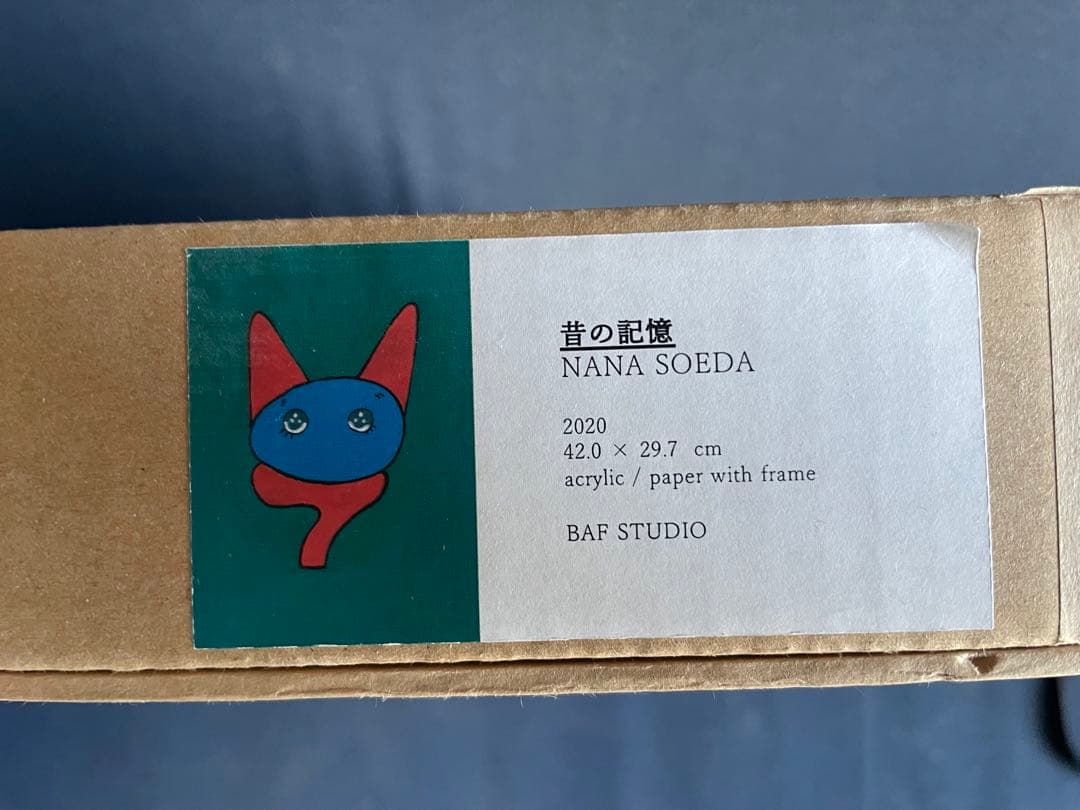 昔の記憶
NANA SOEDA
2020
42.0 × 29.7 cm
acrylic / paper with frame
BAF STUDIO